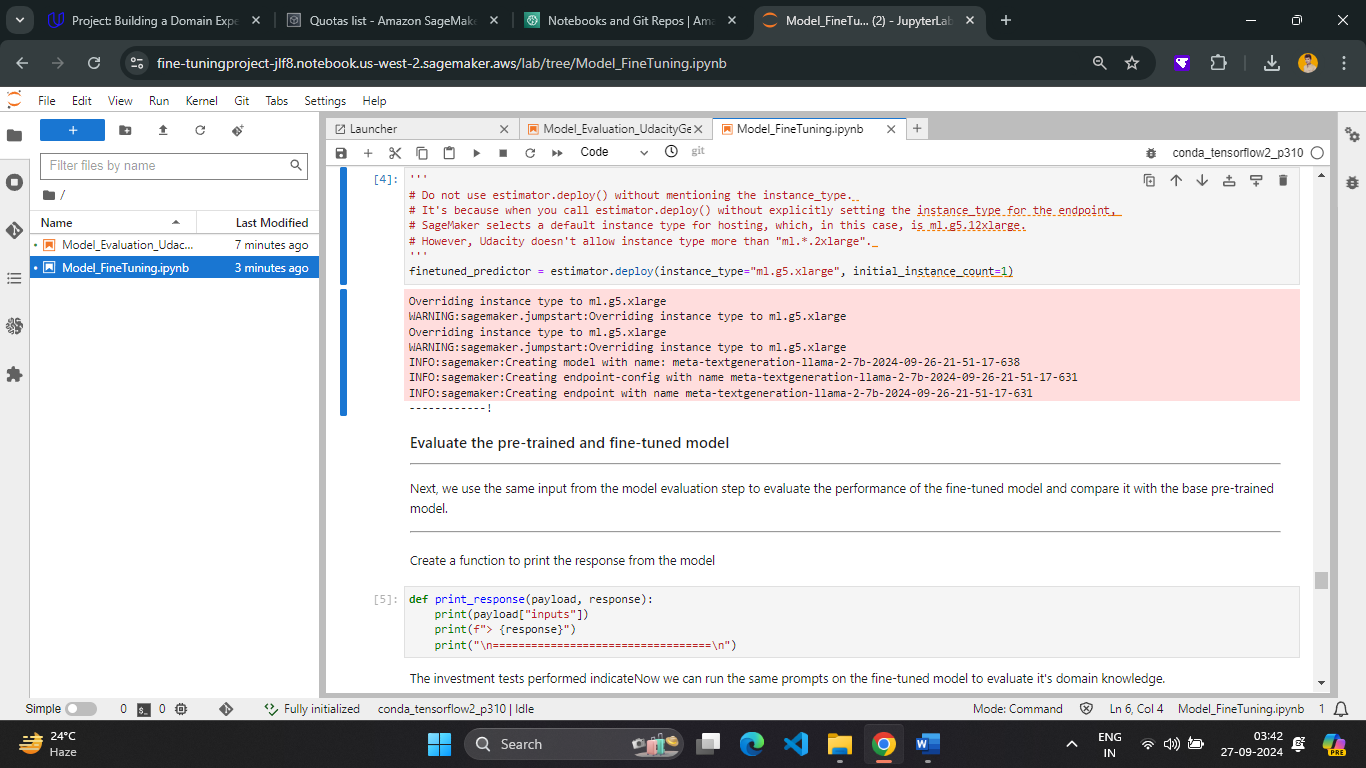 Project: Building a Domain Expe
Quotas list - Amazon SageMake
Notebooks and Git Repos | Ama
Model_FineTu... (2) - JupyterLab
fine-tuningproject-jlf8.notebook.us-west-2.sagemaker.aws/lab/tree/Model_FineTuning.ipynb
File Edit View Run Kernel Git Tabs Settings Help
Filter files by name
/
Name Last Modified
Model_Evaluation_Udac... 7 minutes ago
Model_FineTuning.ipynb 3 minutes ago
Launcher
Model_Evaluation_UdacityGe
Model_FineTuning.ipynb
Code
git
conda_tensorflow2_p310
[4]: '''
# Do not use estimator.deploy() without mentioning the instance_type.
# It's because when you call estimator.deploy() without explicitly setting the instance_type for the endpoint,
# SageMaker selects a default instance type for hosting, which, in this case, is ml.g5.12xlarge.
# However, Udacity doesn't allow instance type more than "ml.*.2xlarge".
'''
finetuned_predictor = estimator.deploy(instance_type="ml.g5.xlarge", initial_instance_count=1)
Overriding instance type to ml.g5.xlarge
WARNING:sagemaker.jumpstart:Overriding instance type to ml.g5.xlarge
Overriding instance type to ml.g5.xlarge
WARNING:sagemaker.jumpstart:Overriding instance type to ml.g5.xlarge
INFO:sagemaker:Creating model with name: meta-textgeneration-llama-2-7b-2024-09-26-21-51-17-638
INFO:sagemaker:Creating endpoint-config with name meta-textgeneration-llama-2-7b-2024-09-26-21-51-17-631
INFO:sagemaker:Creating endpoint with name meta-textgeneration-llama-2-7b-2024-09-26-21-51-17-631
------------!
Evaluate the pre-trained and fine-tuned model
Next, we use the same input from the model evaluation step to evaluate the performance of the fine-tuned model and compare it with the base pre-trained
model.
Create a function to print the response from the model
[5]: def print_response(payload, response):
print(payload["inputs"])
print(f"> {response}")
print("\n==================================\n")
The investment tests performed indicateNow we can run the same prompts on the fine-tuned model to evaluate it's domain knowledge.
Simple 0 0 Fully initialized conda_tensorflow2_p310 | Idle Mode: Command Ln 6, Col 4 Model_FineTuning.ipynb 1
24°C
Haze
Search
ENG
IN
03:42
27-09-2024
PRE